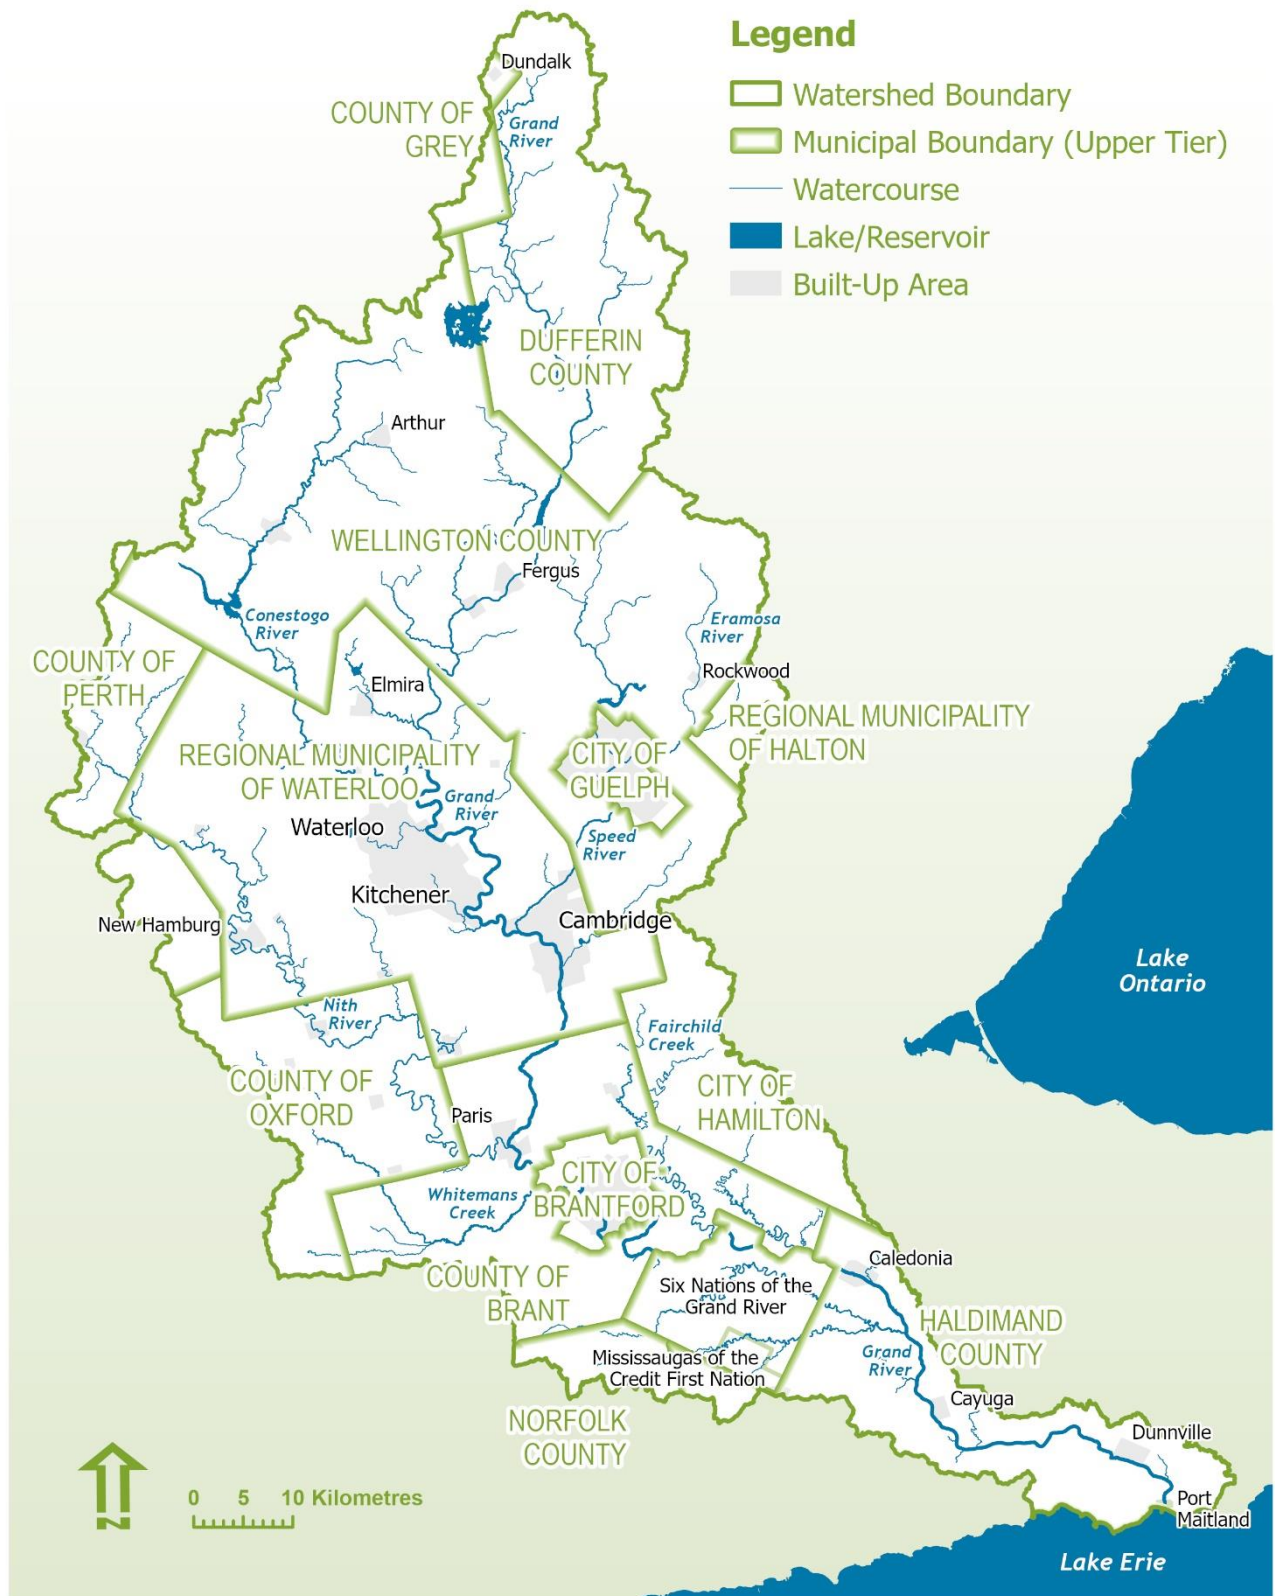 Legend
Watershed Boundary
Municipal Boundary (Upper Tier)
Watercourse
Lake/Reservoir
Built-Up Area
Dundalk
COUNTY OF
GREY
Grand
River
DUFFERIN
COUNTY
Arthur
WELLINGTON COUNTY
Fergus
Conestogo
River
Eramosa
River
COUNTY OF
PERTH
Elmira
Rockwood
REGIONAL MUNICIPALITY
OF HALTON
REGIONAL MUNICIPALITY
OF WATERLOO
CITY OF
GUELPH
Grand
River
Waterloo
Speed
River
Kitchener
New Hamburg
Cambridge
Lake
Ontario
Nith
River
Fairchild
Creek
COUNTY OF
OXFORD
CITY OF
HAMILTON
Paris
CITY OF
BRANTFORD
Whitemans
Creek
COUNTY OF
BRANT
Caledonia
Six Nations of the
Grand River
HALDIMAND
COUNTY
Grand
River
Mississaugas of the
Credit First Nation
Cayuga
NORFOLK
COUNTY
Dunnville
Port
Maitland
N
0 5 10 Kilometres
Lake Erie